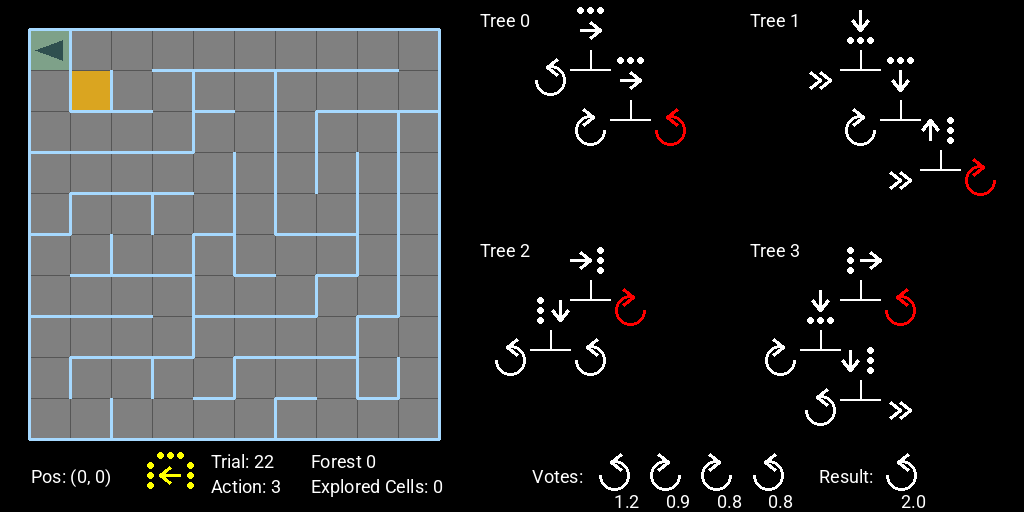 Tree 0
Tree 1
Tree 2
Tree 3
Pos: (0, 0)
Trial: 22
Forest 0
Action: 3
Explored Cells: 0
Votes:
1.2
0.9
0.8
0.8
Result:
2.0